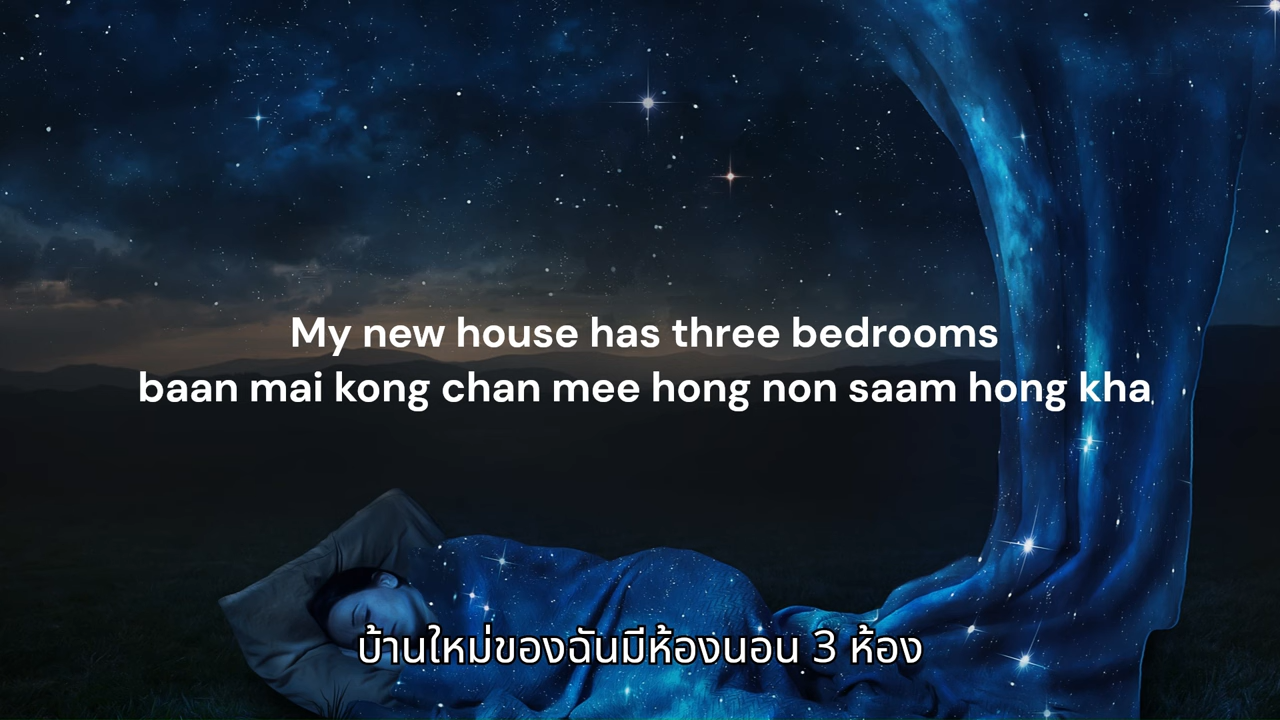 My new house has three bedrooms
baan mai kong chan mee hong non saam hong kha
บ้านใหม่ของฉันมีห้องนอน 3 ห้อง